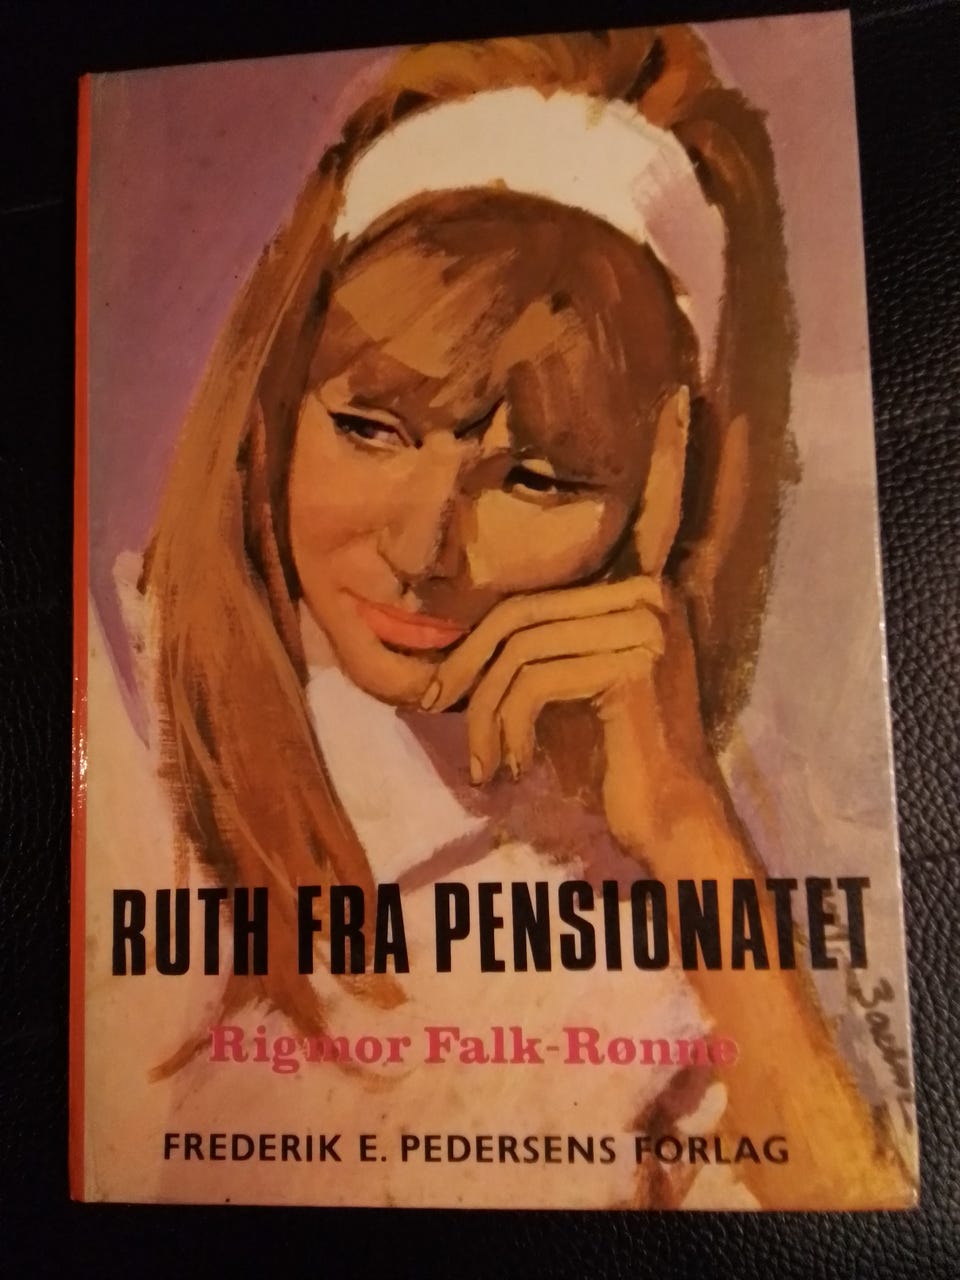 RUTH FRA PENSIONATET
Rigmor Falk-Rønne
FREDERIK E. PEDERSENS FORLAG